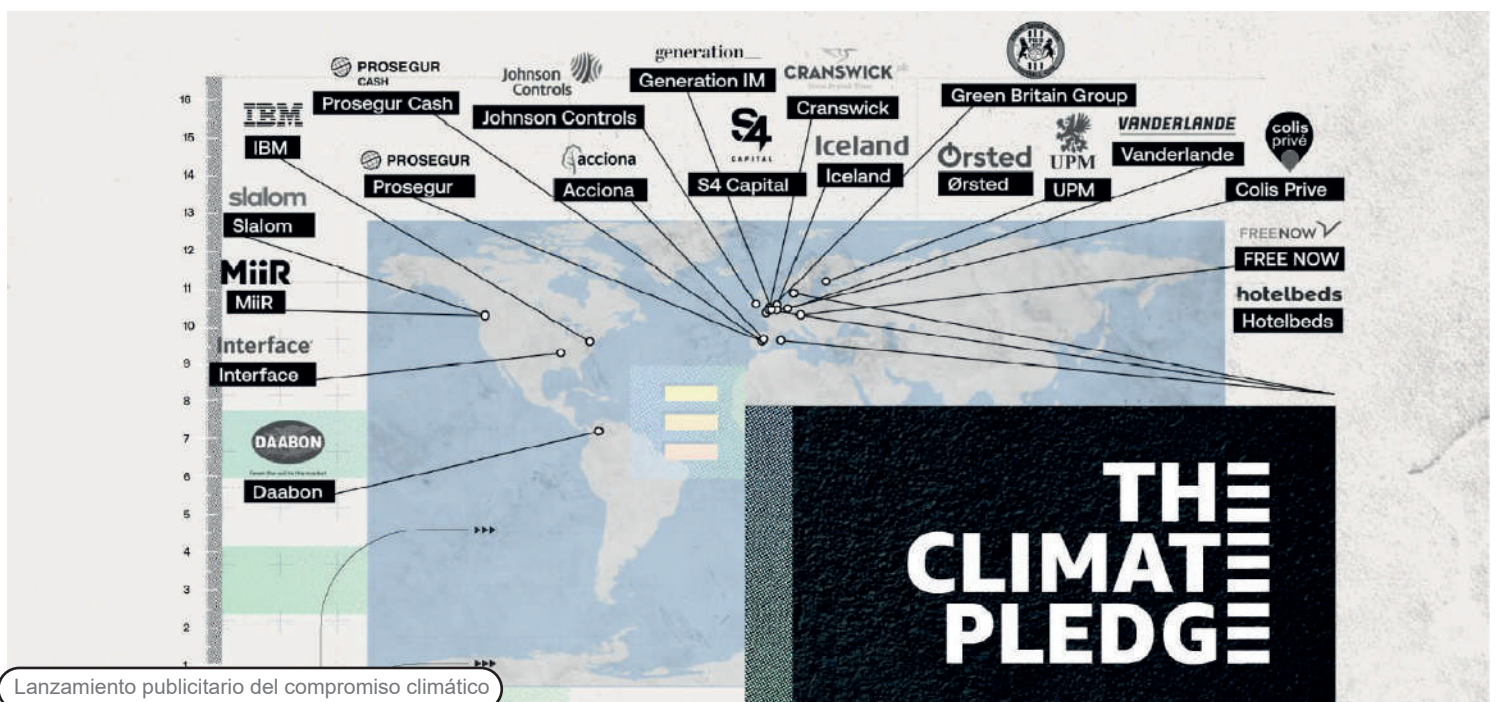 generation_
PROSEGUR
CASH
Johnson
Controls
CRANSWICK
Generation IM
Green Britain Group
Prosegur Cash
Johnson Controls
Cranswick
16
IBM
IBM
S4
CAPITAL
Iceland
Iceland
Ørsted
Ørsted
UPM
UPM
VANDERLANDE
Vanderlande
colis
privé
Colis Prive
15
PROSEGUR
Prosegur
acciona
Acciona
S4 Capital
14
slalom
Slalom
13
FREENOW
FREE NOW
12
MiiR
MiiR
11
hotelbeds
Hotelbeds
10
Interface
Interface
9
8
7
DAABON
6
Daabon
5
4
3
2
1
THE
CLIMATE
PLEDGE
Lanzamiento publicitario del compromiso climático